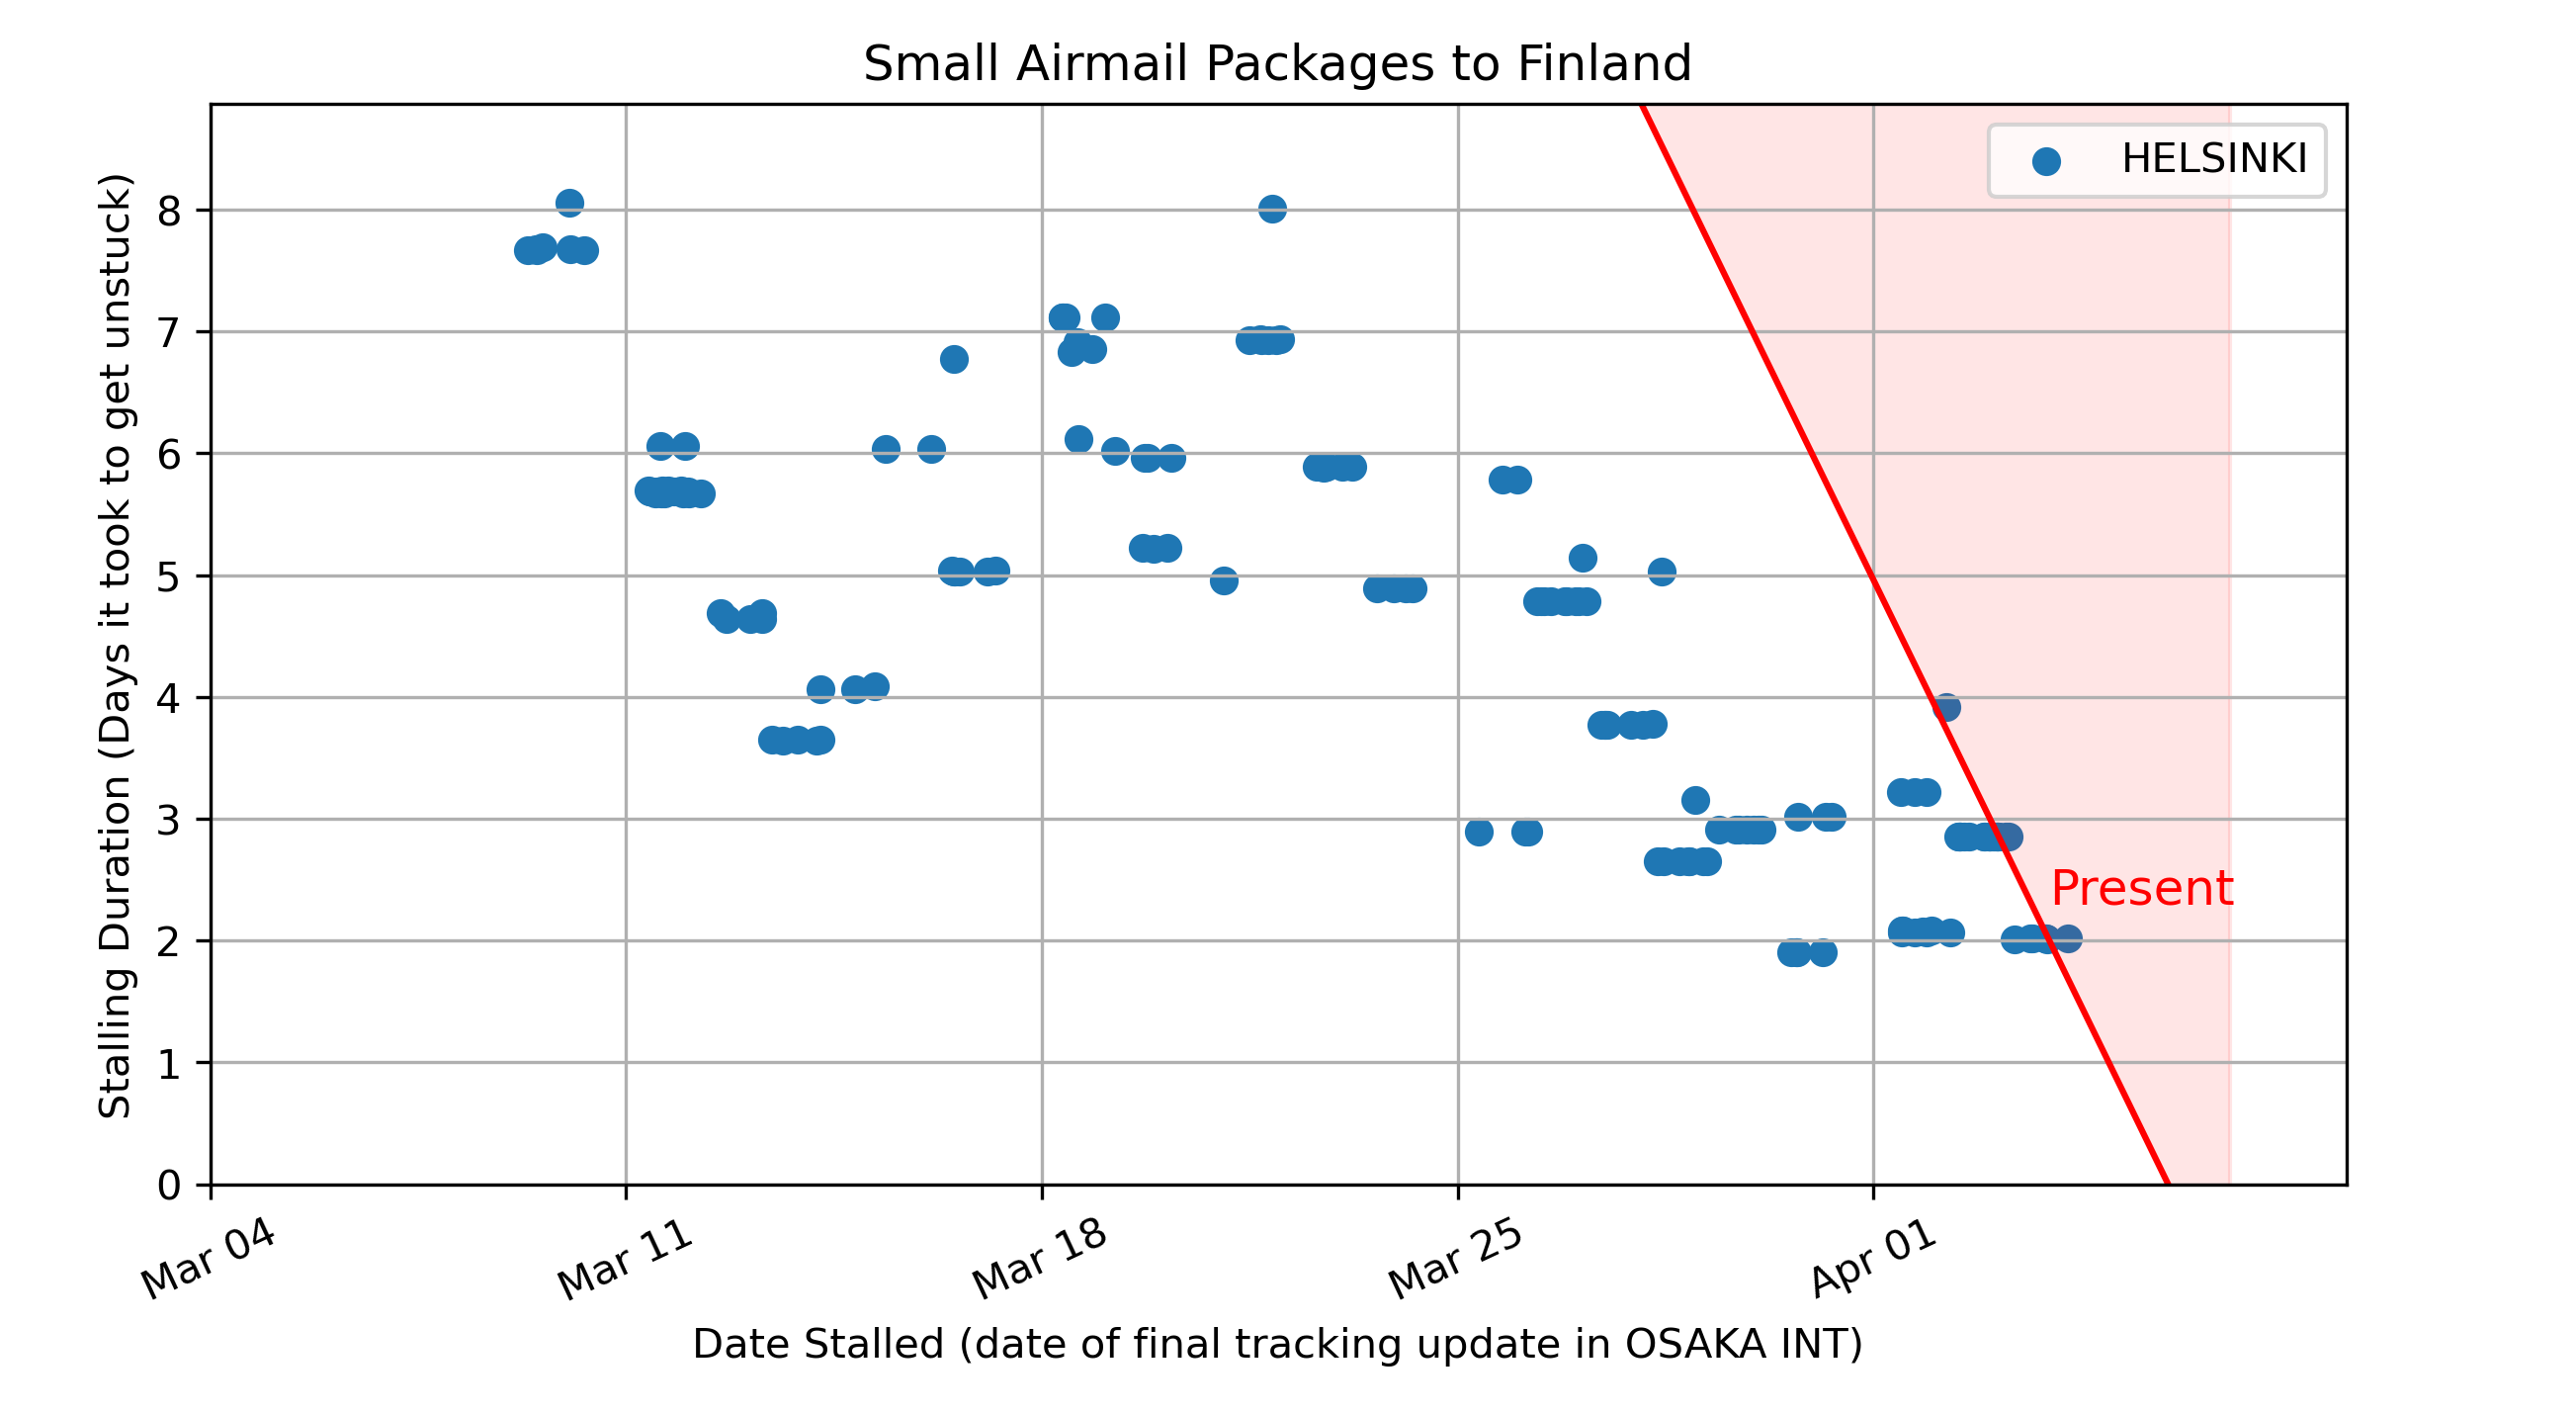 Small Airmail Packages to Finland
HELSINKI
Stalling Duration (Days it took to get unstuck)
8
7
6
5
4
3
2
1
0
Present
Mar 04
Mar 11
Mar 18
Mar 25
Apr 01
Date Stalled (date of final tracking update in OSAKA INT)